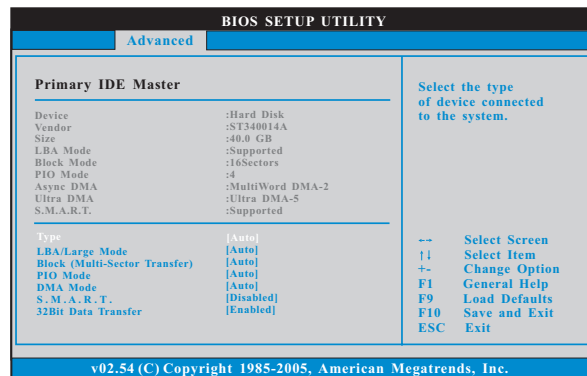 BIOS SETUP UTILITY
Advanced
Primary IDE Master
Device :Hard Disk
Vendor :ST340014A
Size :40.0 GB
LBA Mode :Supported
Block Mode :16Sectors
PIO Mode :4
Async DMA :MultiWord DMA-2
Ultra DMA :Ultra DMA-5
S.M.A.R.T. :Supported
Type [Auto]
LBA/Large Mode [Auto]
Block (Multi-Sector Transfer) [Auto]
PIO Mode [Auto]
DMA Mode [Auto]
S.M.A.R.T. [Disabled]
32Bit Data Transfer [Enabled]
Select the type
of device connected
to the system.
←→ Select Screen
↑↓ Select Item
+- Change Option
F1 General Help
F9 Load Defaults
F10 Save and Exit
ESC Exit
v02.54 (C) Copyright 1985-2005, American Megatrends, Inc.